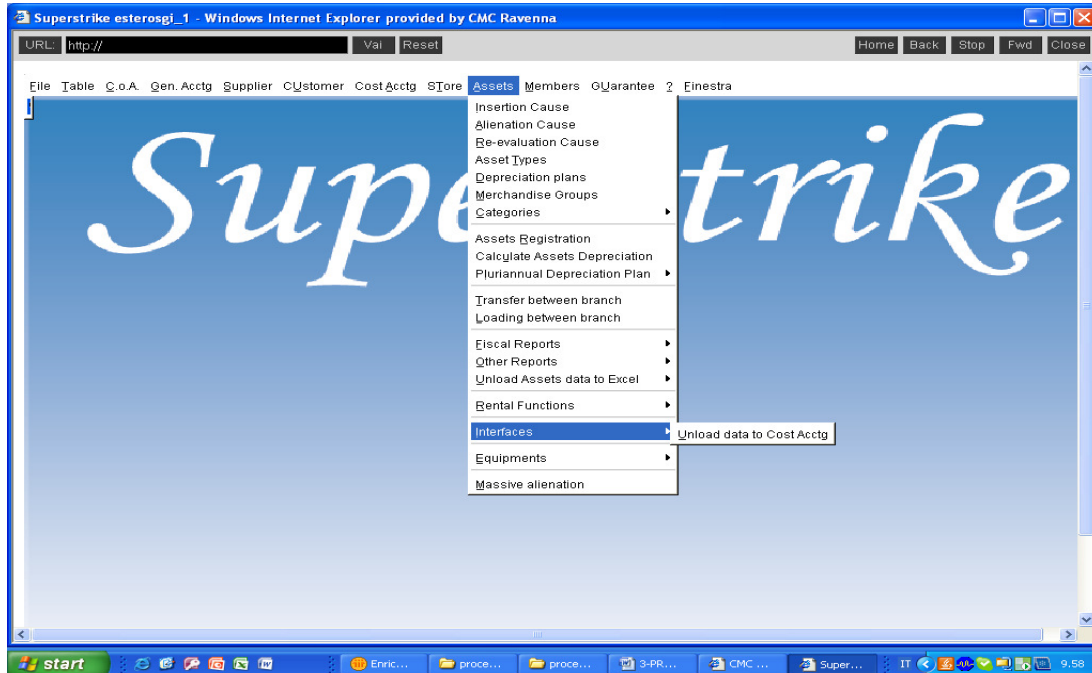 Superstrike esterosgi_1 - Windows Internet Explorer provided by CMC Ravenna
URL: http:// Vai Reset Home Back Stop Fwd Close
File Table C.o.A. Gen. Acctg Supplier CUstomer Cost Acctg STore Assets Members GUarantee ? Finestra
Superstrike
Insertion Cause
Alienation Cause
Re-evaluation Cause
Asset Types
Depreciation plans
Merchandise Groups
Categories
Assets Registration
Calculate Assets Depreciation
Pluriannual Depreciation Plan
Transfer between branch
Loading between branch
Fiscal Reports
Other Reports
Unload Assets data to Excel
Rental Functions
Interfaces
Unload data to Cost Acctg
Equipments
Massive alienation
start Enric... proce... proce... 3-PR... CMC ... Super... IT 9.58